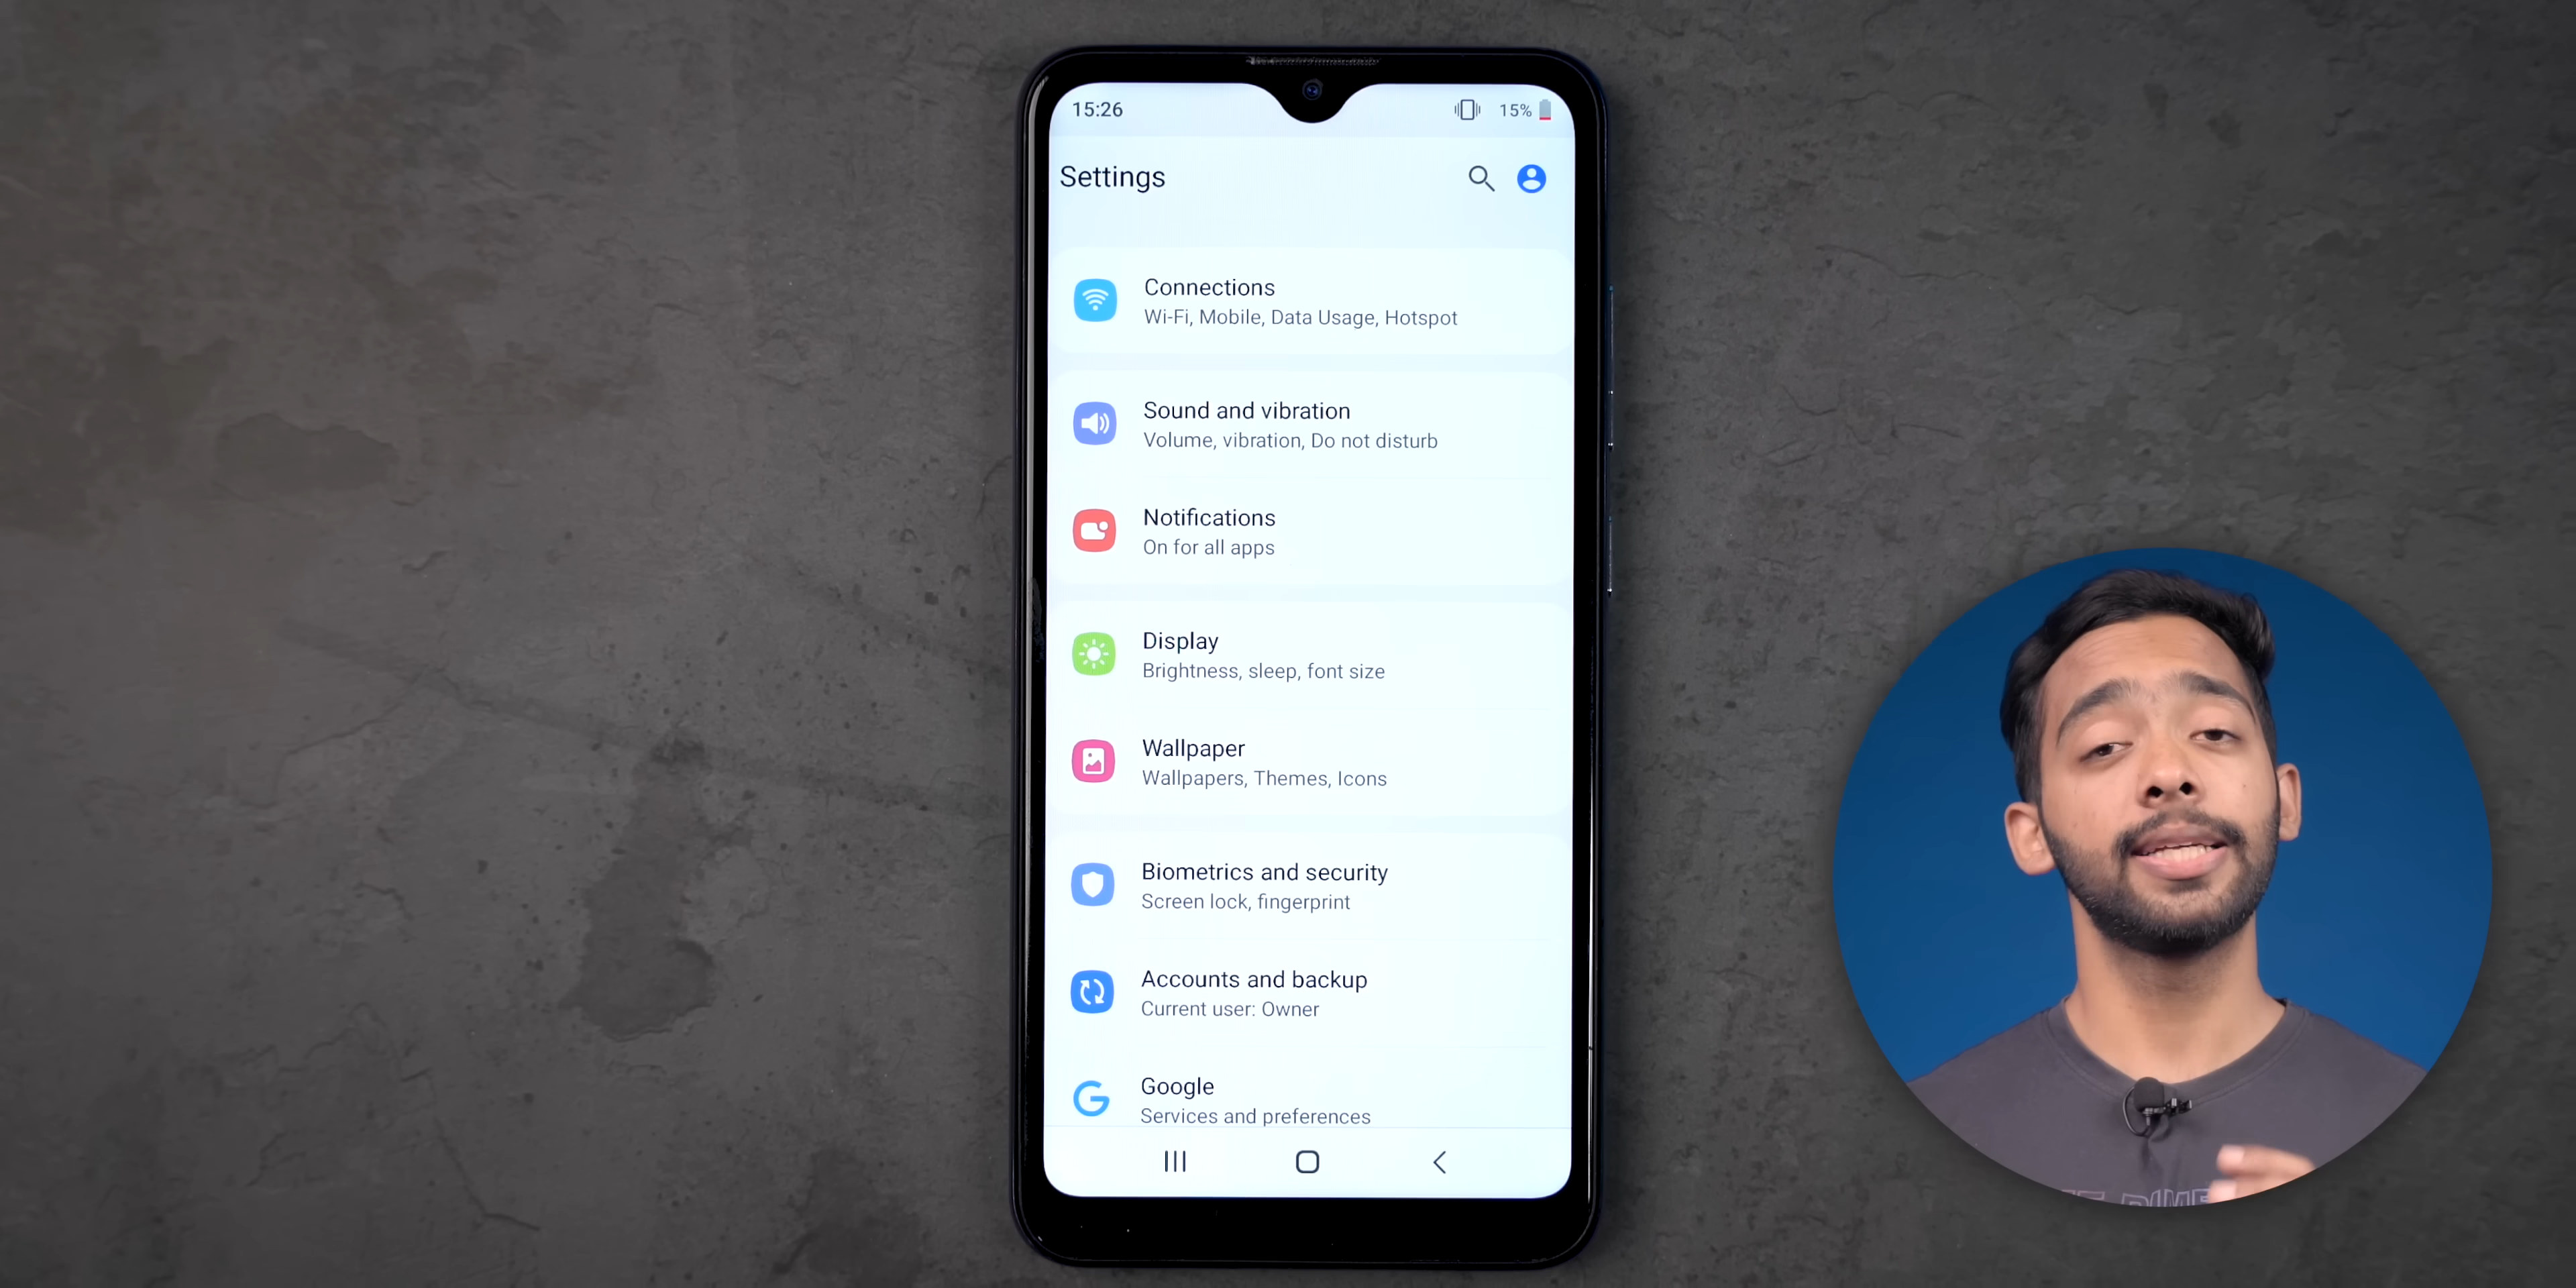 15:26
15%
Settings
Connections
Wi-Fi, Mobile, Data Usage, Hotspot
Sound and vibration
Volume, vibration, Do not disturb
Notifications
On for all apps
Display
Brightness, sleep, font size
Wallpaper
Wallpapers, Themes, Icons
Biometrics and security
Screen lock, fingerprint
Accounts and backup
Current user: Owner
Google
Services and preferences